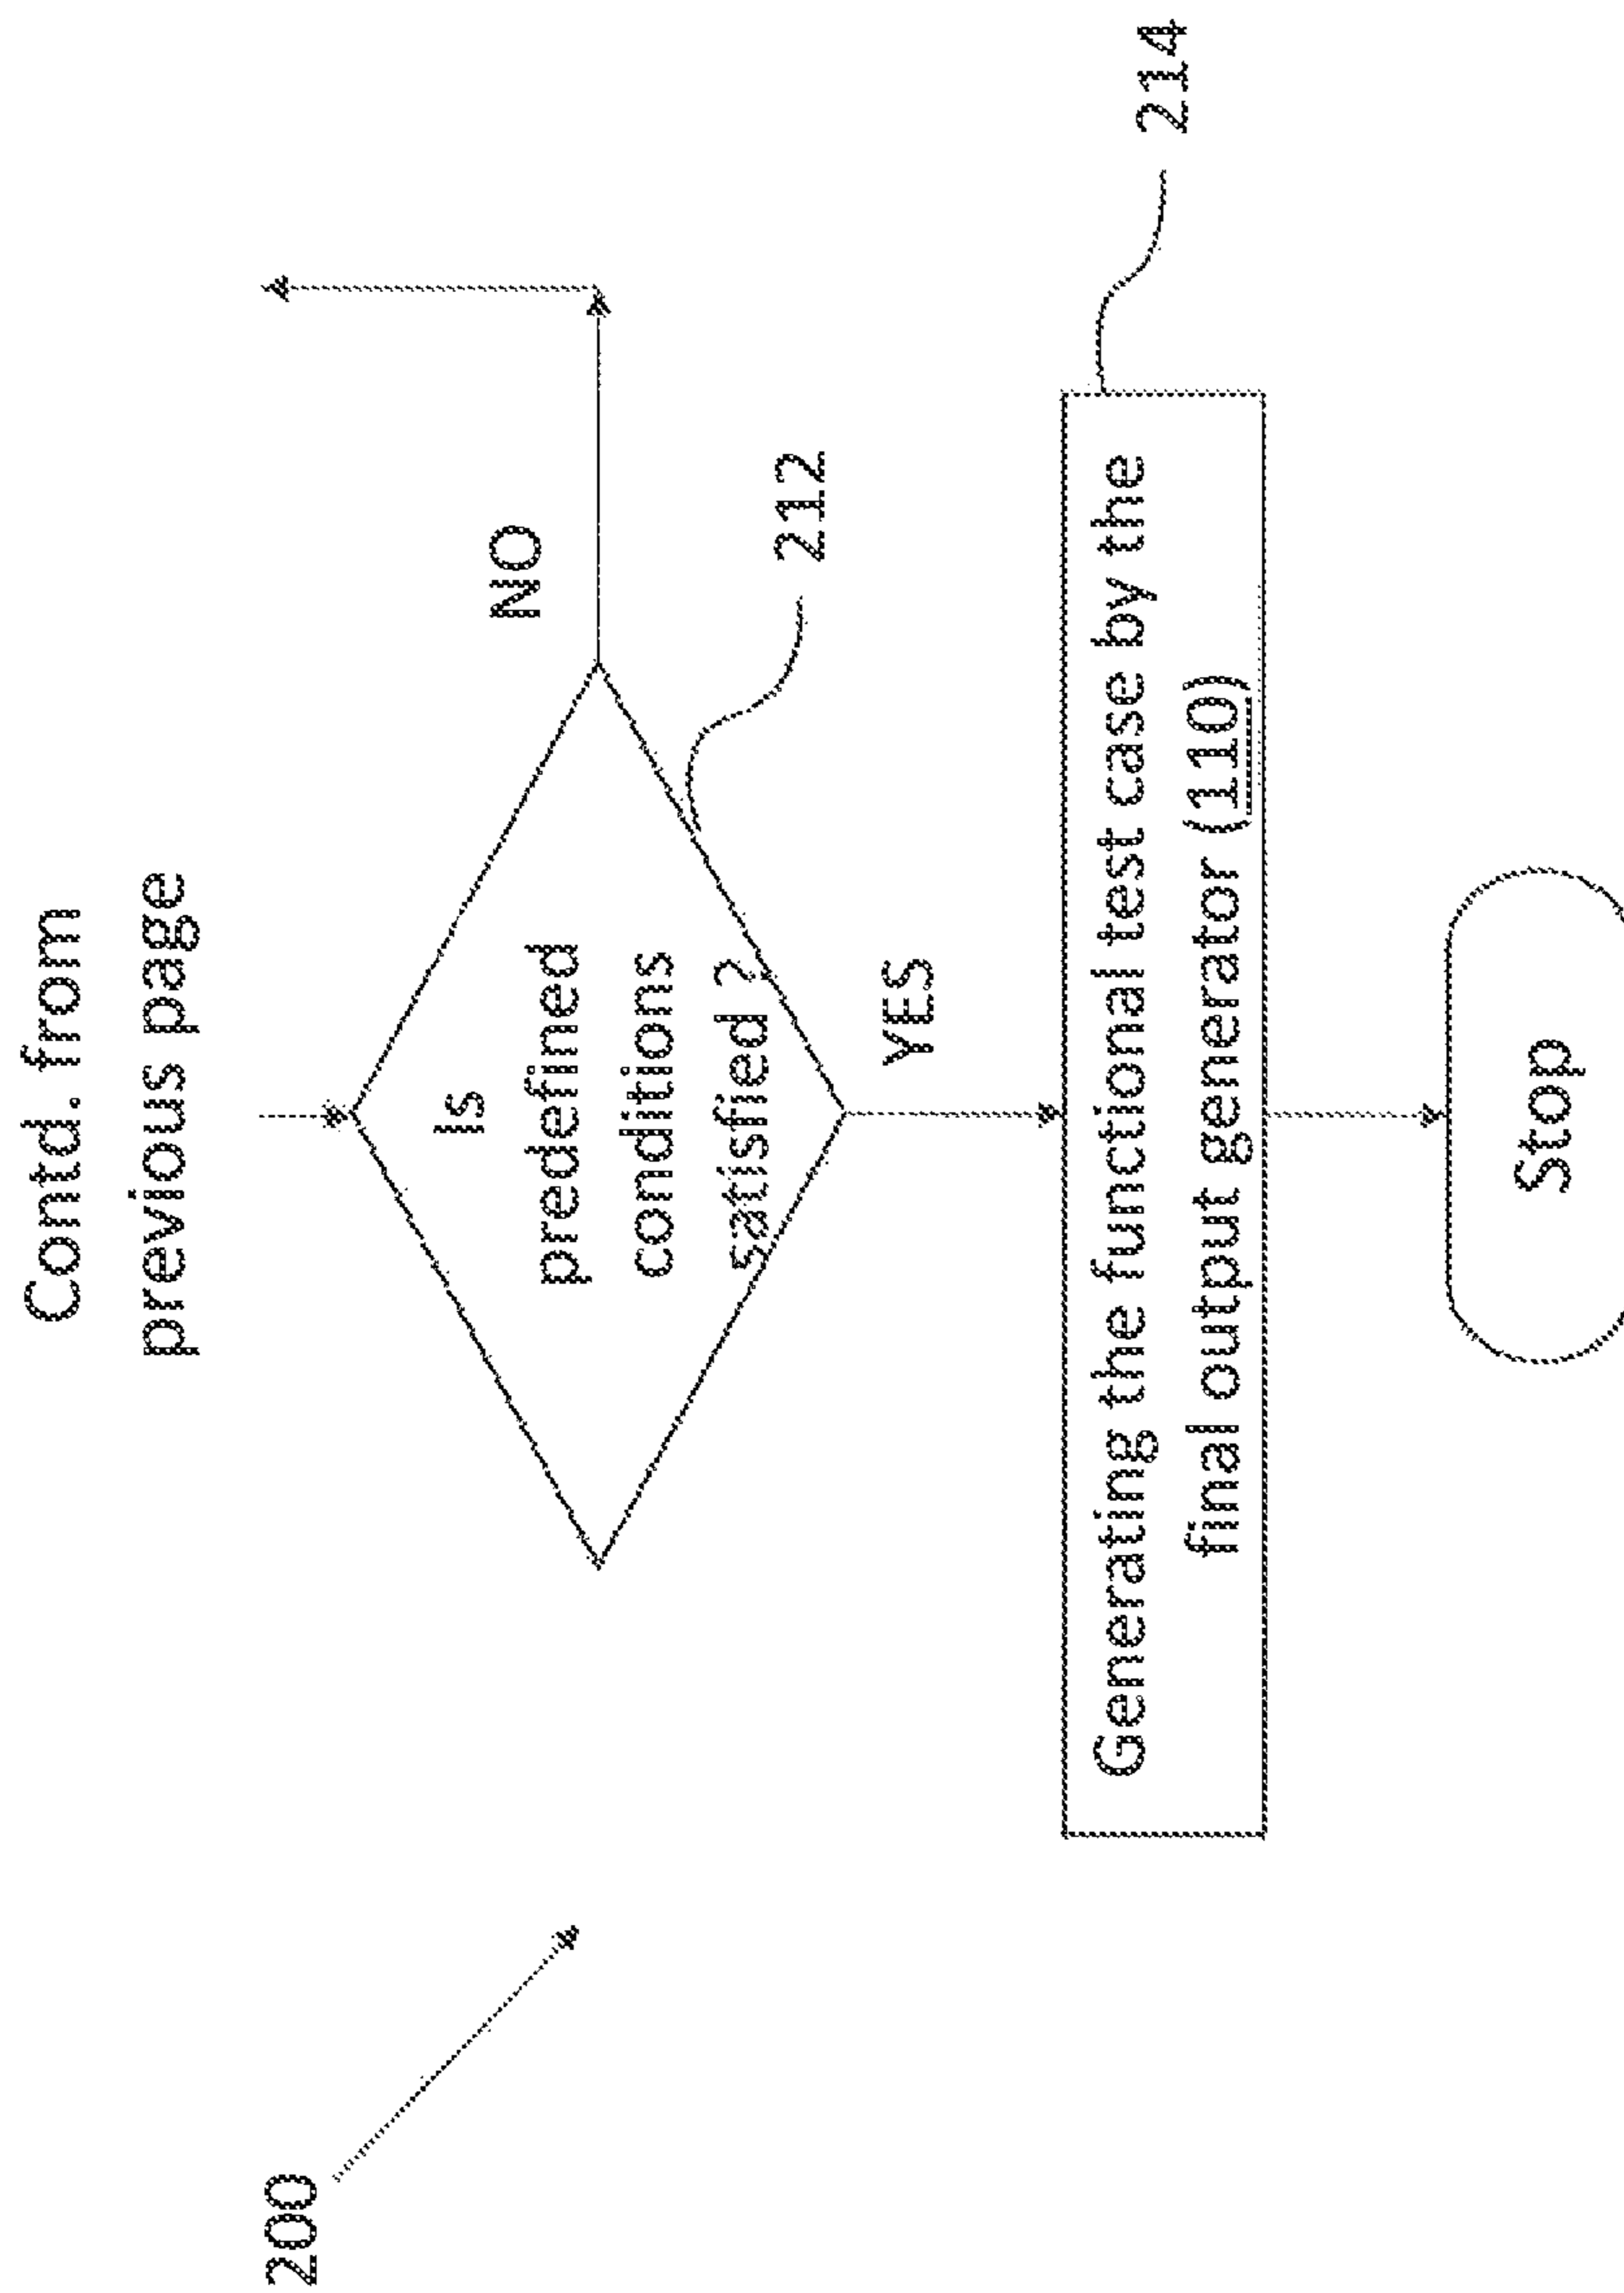 Contd. from
previous page
200
Is
predefined
conditions
satisfied ?
NO
212
YES
Generating the functional test case by the
final output generator (110)
214
Stop